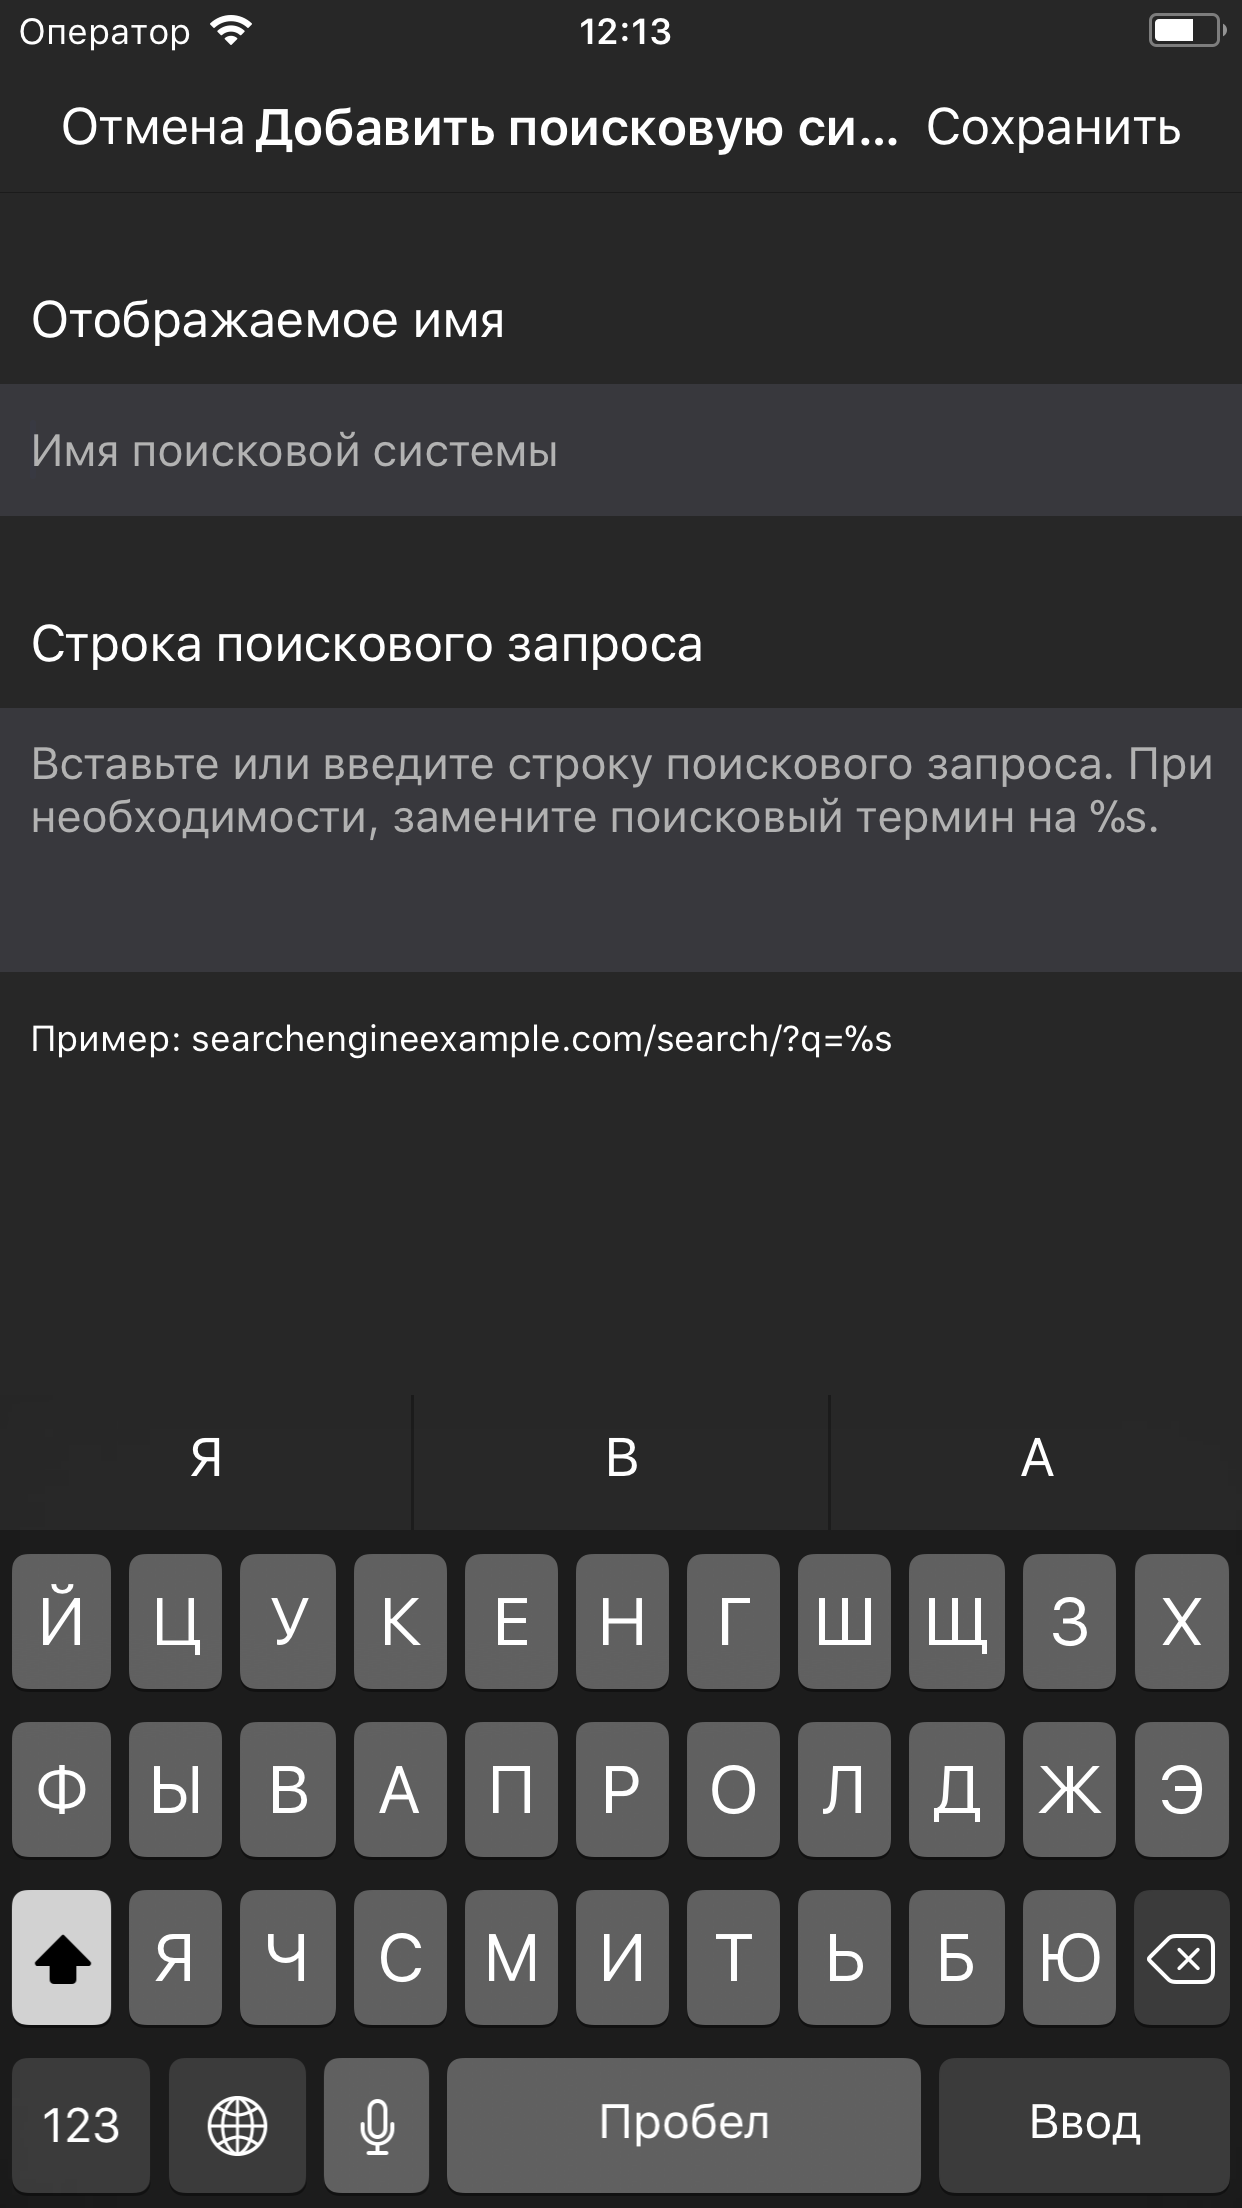 Оператор 12:13
Отмена Добавить поисковую си... Сохранить
Отображаемое имя
Имя поисковой системы
Строка поискового запроса
Вставьте или введите строку поискового запроса. При
необходимости, замените поисковый термин на %s.
Пример: searchengineexample.com/search/?q=%s
Я В А
Й Ц У К Е Н Г Ш Щ З Х
Ф Ы В А П Р О Л Д Ж Э
Я Ч С М И Т Ь Б Ю
123 Пробел Ввод